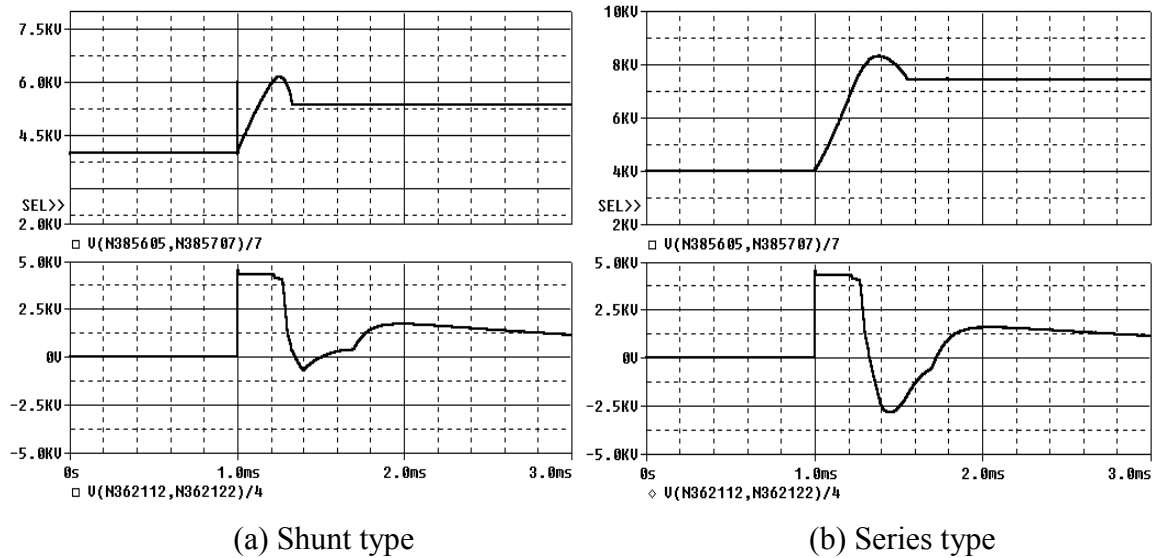 7.5KV
6.0KV
4.5KV
SEL>>
2.0KV
V(N385605,N385707)/7
5.0KV
2.5KV
0V
-2.5KV
-5.0KV
0s 1.0ms 2.0ms 3.0ms
V(N362112,N362122)/4
(a) Shunt type
10KV
8KV
6KV
4KV
SEL>>
2KV
V(N385605,N385707)/7
5.0KV
2.5KV
0V
-2.5KV
-5.0KV
0s 1.0ms 2.0ms 3.0ms
V(N362112,N362122)/4
(b) Series type